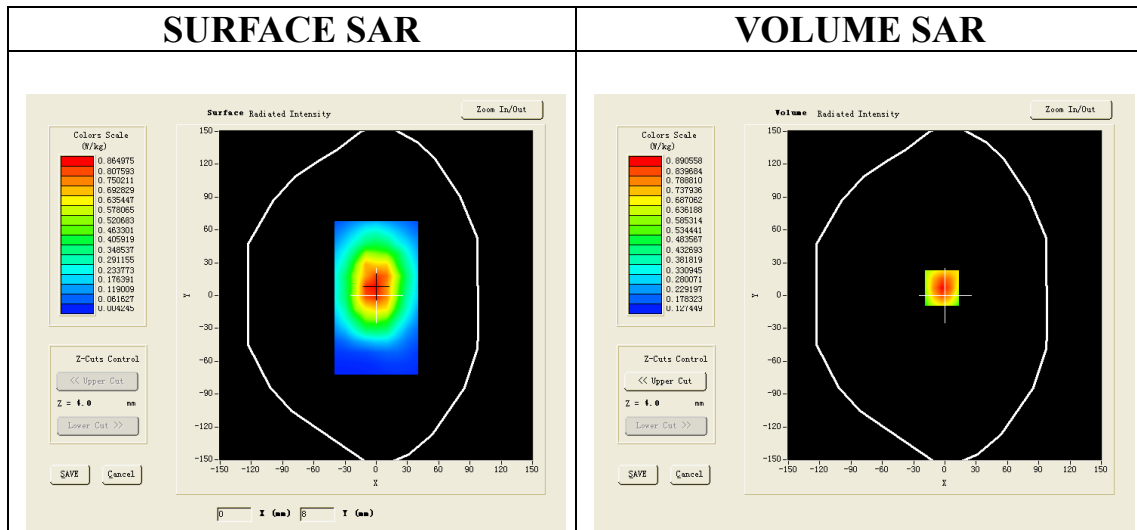 SURFACE SAR
VOLUME SAR
Surface Radiated Intensity
Zoom In/Out
Colors Scale
(W/kg)
0.864975
0.807593
0.750211
0.692829
0.635447
0.578065
0.520683
0.463301
0.405919
0.348537
0.291155
0.233773
0.176391
0.119009
0.061627
0.004245
150
120
90
60
30
0
-30
-60
-90
-120
-150
Y
-150 -120 -90 -60 -30 0 30 60 90 120 150
X
Z-Cuts Control
<< Upper Cut
Z = 4.0 mm
Lower Cut >>
SAVE Cancel
0 X (mm) 8 Y (mm)
Volume Radiated Intensity
Zoom In/Out
Colors Scale
(W/kg)
0.890558
0.839684
0.788810
0.737936
0.687062
0.636188
0.585314
0.534441
0.483567
0.432693
0.381819
0.330945
0.280071
0.229197
0.178323
0.127449
150
120
90
60
30
0
-30
-60
-90
-120
-150
Y
-150 -120 -90 -60 -30 0 30 60 90 120 150
X
Z-Cuts Control
<< Upper Cut
Z = 4.0 mm
Lower Cut >>
SAVE Cancel